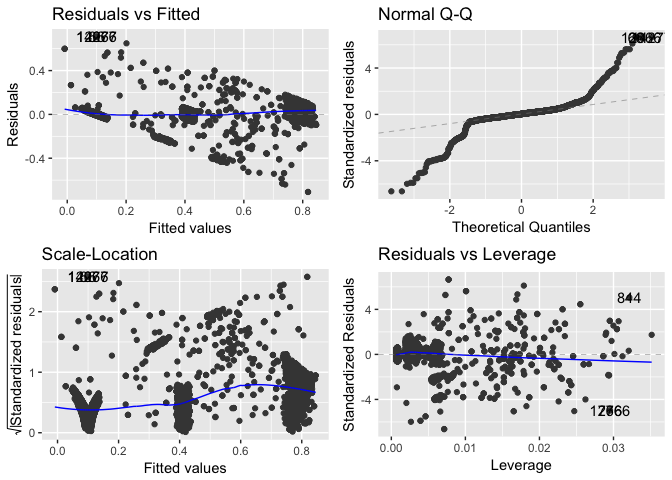 Residuals vs Fitted
Residuals
0.4
0.0
-0.4
0.0 0.2 0.4 0.6 0.8
Fitted values
Normal Q-Q
Standardized residuals
4
0
-4
-2 0 2
Theoretical Quantiles
Scale-Location
√|Standardized residuals|
2
1
0
0.0 0.2 0.4 0.6 0.8
Fitted values
Residuals vs Leverage
Standardized Residuals
844
4
0
-4
0.00 0.01 0.02 0.03
Leverage